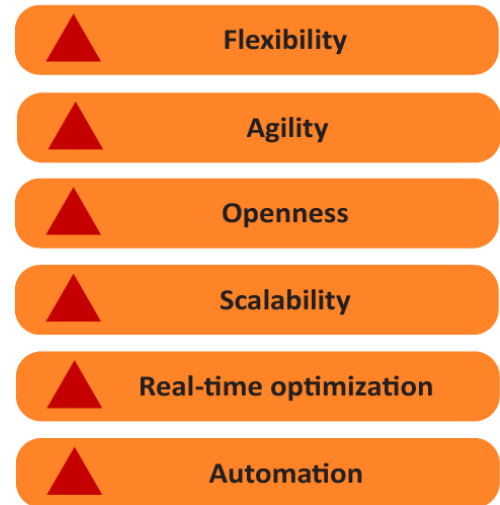 Flexibility
Agility
Openness
Scalability
Real-time optimization
Automation